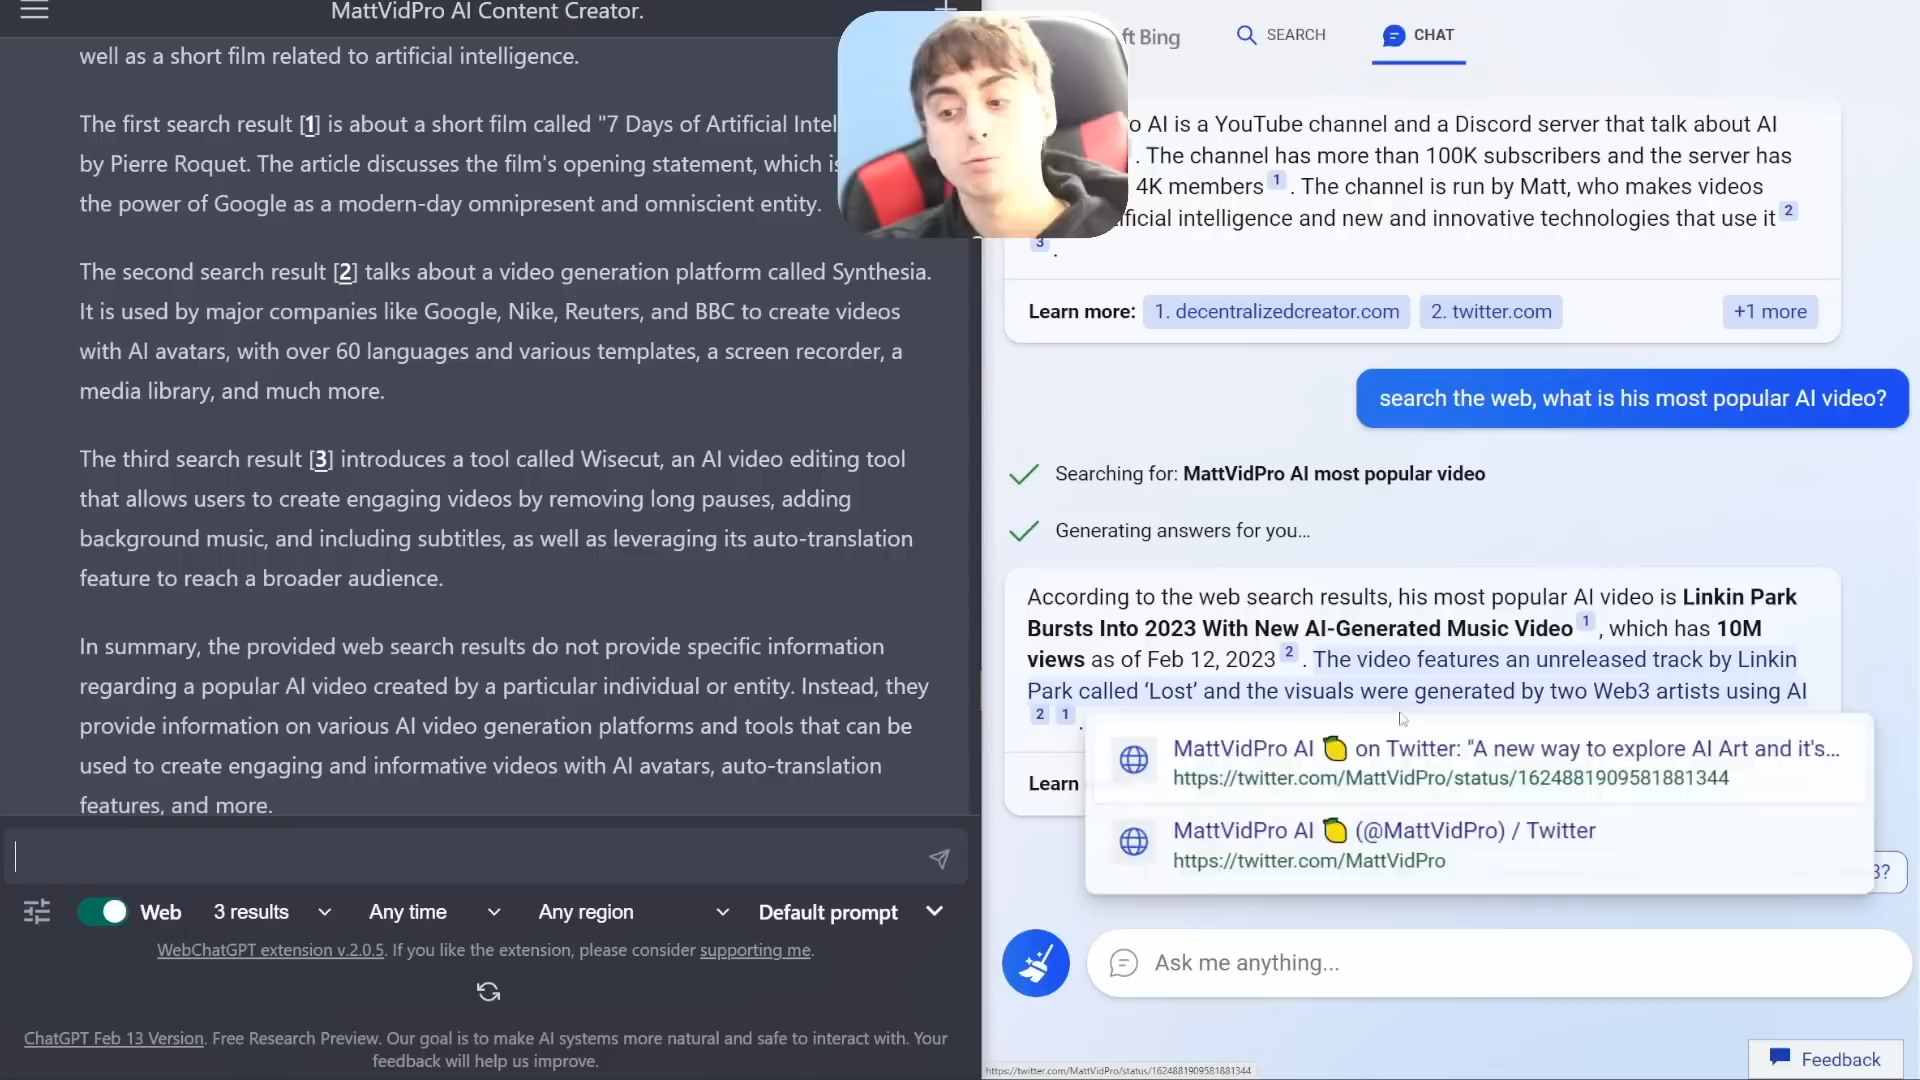 MattVidPro AI Content Creator.
well as a short film related to artificial intelligence.
The first search result [1] is about a short film called "7 Days of Artificial Intel
by Pierre Roquet. The article discusses the film's opening statement, which is
the power of Google as a modern-day omnipresent and omniscient entity.
The second search result [2] talks about a video generation platform called Synthesia.
It is used by major companies like Google, Nike, Reuters, and BBC to create videos
with AI avatars, with over 60 languages and various templates, a screen recorder, a
media library, and much more.
The third search result [3] introduces a tool called Wisecut, an AI video editing tool
that allows users to create engaging videos by removing long pauses, adding
background music, and including subtitles, as well as leveraging its auto-translation
feature to reach a broader audience.
In summary, the provided web search results do not provide specific information
regarding a popular AI video created by a particular individual or entity. Instead, they
provide information on various AI video generation platforms and tools that can be
used to create engaging and informative videos with AI avatars, auto-translation
features, and more.
Web 3 results Any time Any region Default prompt
WebChatGPT extension v.2.0.5. If you like the extension, please consider supporting me.
ChatGPT Feb 13 Version. Free Research Preview. Our goal is to make AI systems more natural and safe to interact with. Your
feedback will help us improve.
ft Bing SEARCH CHAT
o AI is a YouTube channel and a Discord server that talk about AI
. The channel has more than 100K subscribers and the server has
4K members 1 . The channel is run by Matt, who makes videos
ificial intelligence and new and innovative technologies that use it 2
3 .
Learn more: 1. decentralizedcreator.com 2. twitter.com +1 more
search the web, what is his most popular AI video?
Searching for: MattVidPro AI most popular video
Generating answers for you...
According to the web search results, his most popular AI video is Linkin Park
Bursts Into 2023 With New AI-Generated Music Video 1 , which has 10M
views as of Feb 12, 2023 2 . The video features an unreleased track by Linkin
Park called ‘Lost’ and the visuals were generated by two Web3 artists using AI
2 1 .
MattVidPro AI 🍋 on Twitter: "A new way to explore AI Art and it's...
https://twitter.com/MattVidPro/status/1624881909581881344
Learn
MattVidPro AI 🍋 (@MattVidPro) / Twitter
https://twitter.com/MattVidPro
3?
Ask me anything...
Feedback
https://twitter.com/MattVidPro/status/1624881909581881344